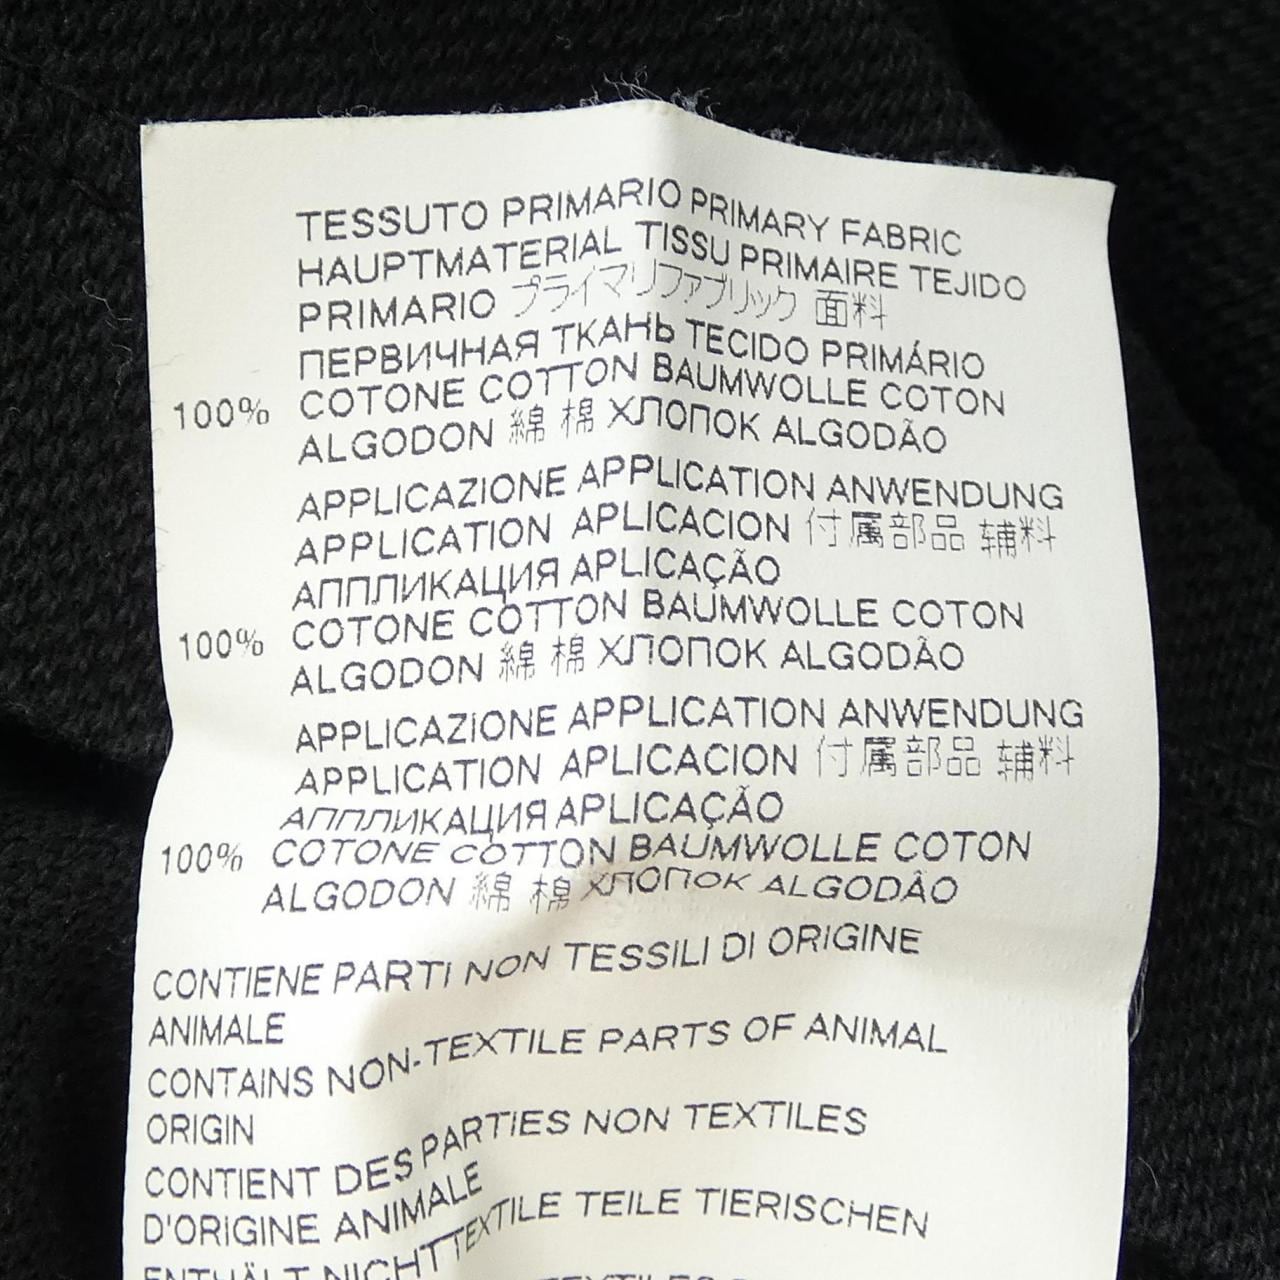 TESSUTO PRIMARIO PRIMARY FABRIC
HAUPTMATERIAL TISSU PRIMAIRE TEJIDO
PRIMARIO プライマリファブリック 面料
ПЕРВИЧНАЯ ТКАНЬ TECIDO PRIMÁRIO
100% COTONE COTTON BAUMWOLLE COTON
ALGODON 綿 棉 ХЛОПОК ALGODÃO
APPLICAZIONE APPLICATION ANWENDUNG
APPLICATION APLICACION 付属部品 辅料
АППЛИКАЦИЯ APLICAÇÃO
100% COTONE COTTON BAUMWOLLE COTON
ALGODON 綿 棉 ХЛОПОК ALGODÃO
APPLICAZIONE APPLICATION ANWENDUNG
APPLICATION APLICACION 付属部品 辅料
АППЛИКАЦИЯ APLICAÇÃO
100% COTONE COTTON BAUMWOLLE COTON
ALGODON 綿 棉 ХЛОПОК ALGODÃO
CONTIENE PARTI NON TESSILI DI ORIGINE
ANIMALE
CONTAINS NON-TEXTILE PARTS OF ANIMAL
ORIGIN
CONTIENT DES PARTIES NON TEXTILES
D'ORIGINE ANIMALE
ENTHÄLT NICHTTEXTILE TEILE TIERISCHEN